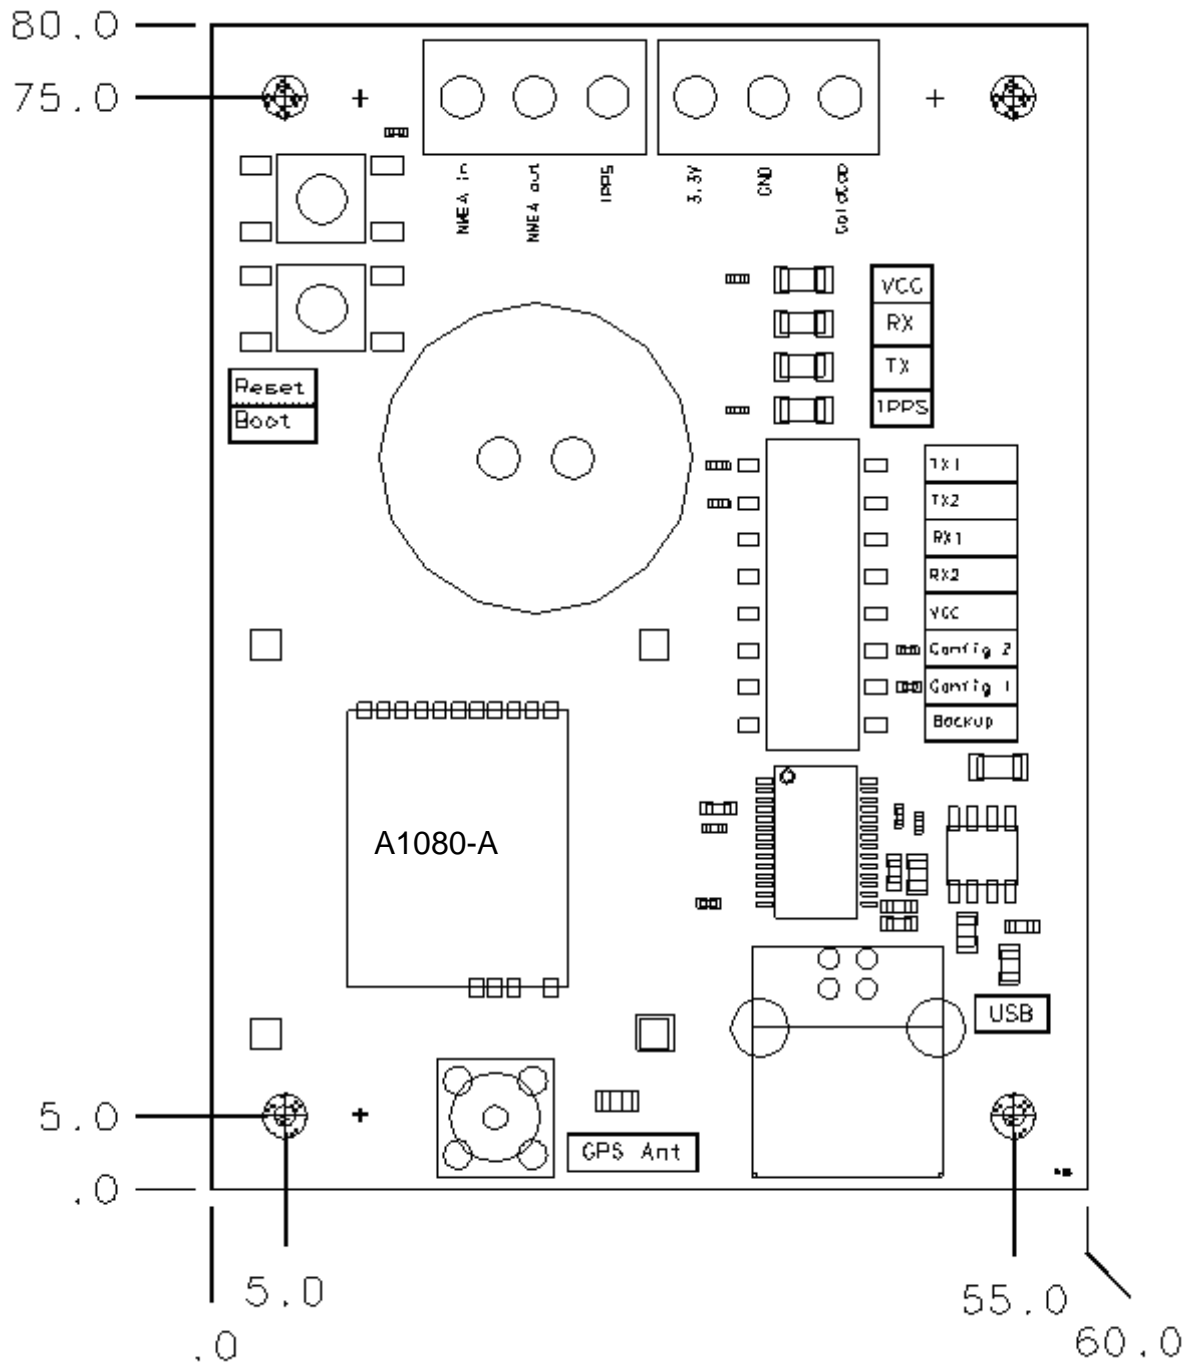 80.0
75.0
NMEA in
NMEA out
1PPS
3.3V
GND
GoldCap
VCC
RX
TX
1PPS
Reset
Boot
TX1
TX2
RX1
RX2
VCC
Config 2
Config 1
Backup
A1080-A
USB
5.0
GPS Ant
.0
5.0
.0
55.0
60.0